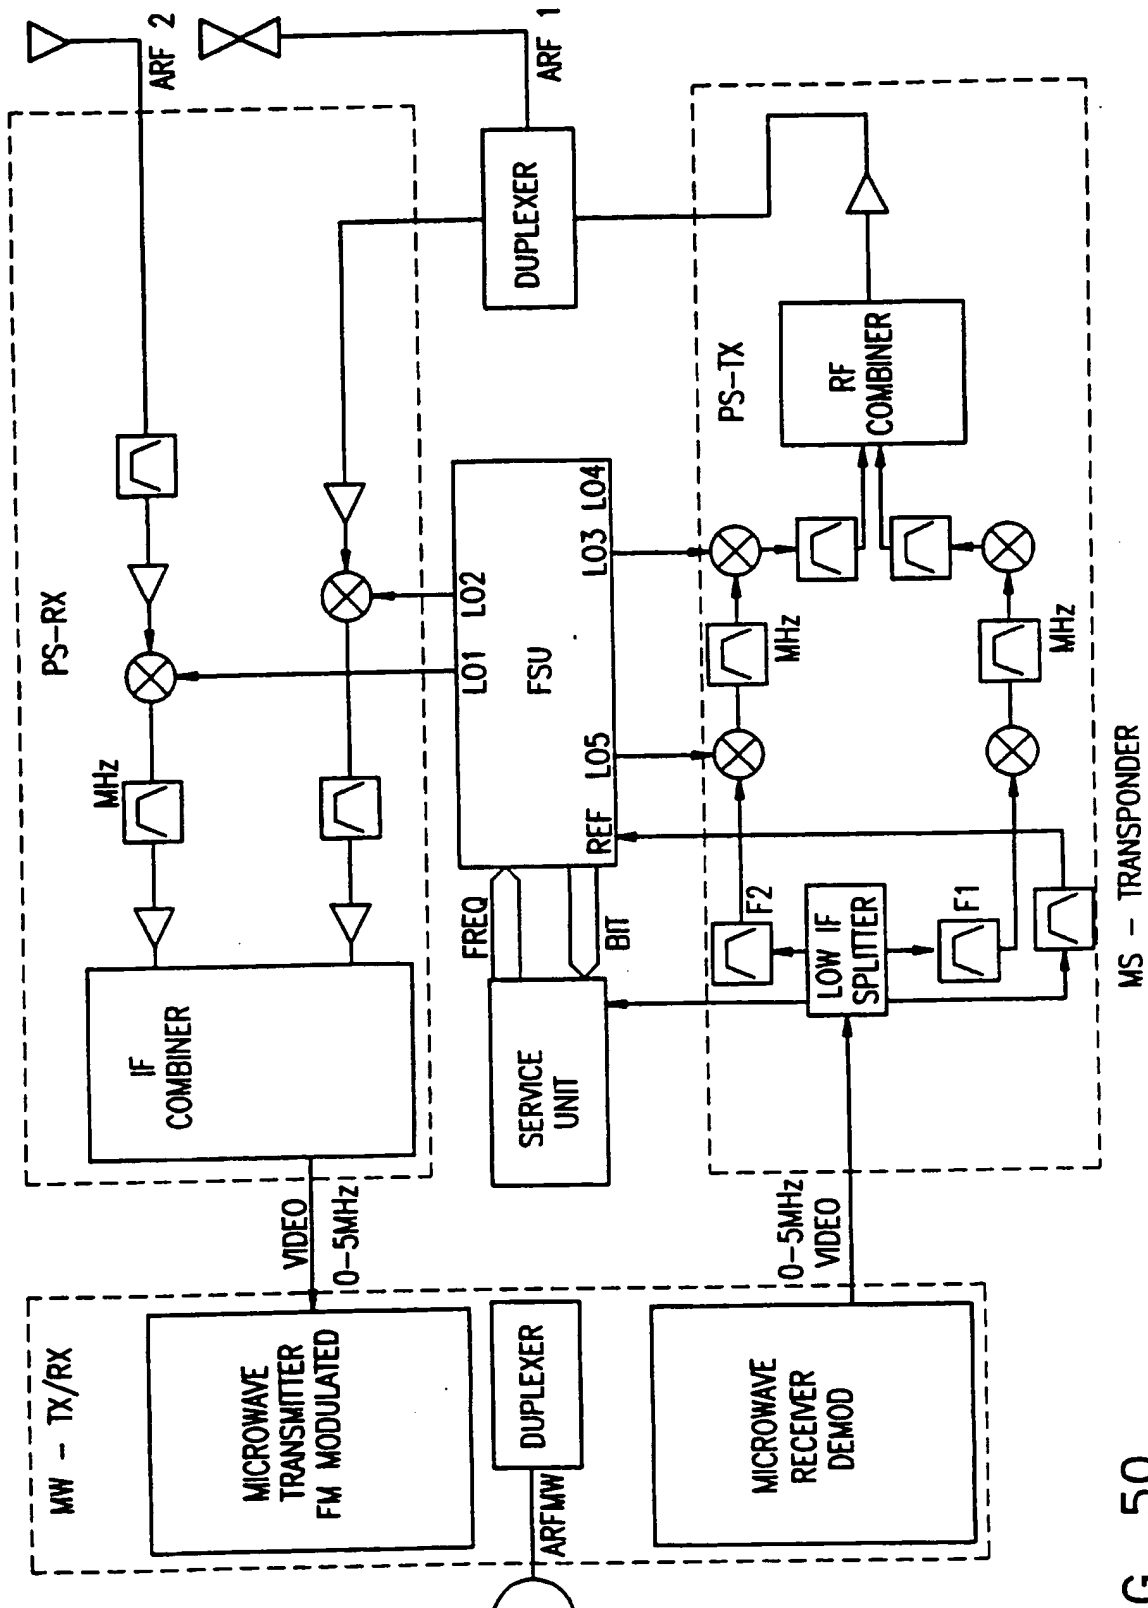 MW - TX/RX
MICROWAVE
TRANSMITTER
FM MODULATED
ARFMW
DUPLEXER
MICROWAVE
RECEIVER
DEMOD
VIDEO
0-5MHz
0-5MHz
VIDEO
PS-RX
IF
COMBINER
MHz
ARF 2
ARF 1
SERVICE
UNIT
FREQ
BIT
FSU
LO1
LO2
REF
LO5
LO3
LO4
DUPLEXER
PS-TX
LOW IF
SPLITTER
F2
F1
MHz
MHz
RF
COMBINER
MS - TRANSPONDER
G 50